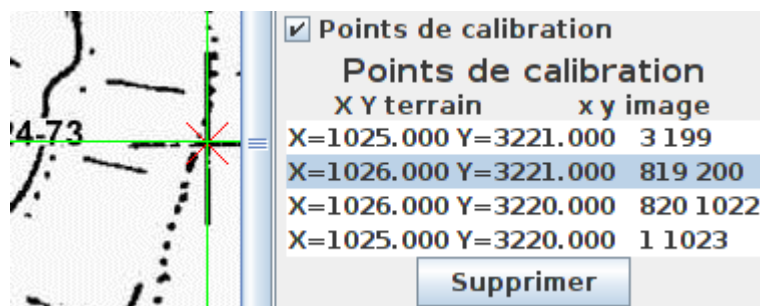 Points de calibration
Points de calibration
X Y terrain x y image
X=1025.000 Y=3221.000 3 199
4-73
X=1026.000 Y=3221.000 819 200
X=1026.000 Y=3220.000 820 1022
X=1025.000 Y=3220.000 1 1023
Supprimer